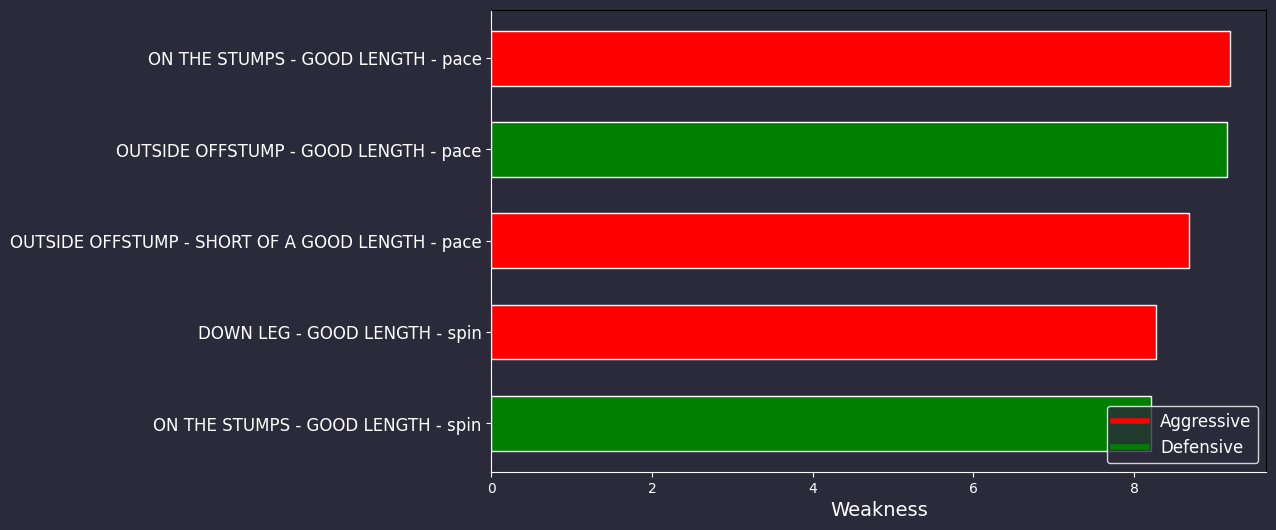 ON THE STUMPS - GOOD LENGTH - pace
OUTSIDE OFFSTUMP - GOOD LENGTH - pace
OUTSIDE OFFSTUMP - SHORT OF A GOOD LENGTH - pace
DOWN LEG - GOOD LENGTH - spin
ON THE STUMPS - GOOD LENGTH - spin
Aggressive
Defensive
0 2 4 6 8
Weakness